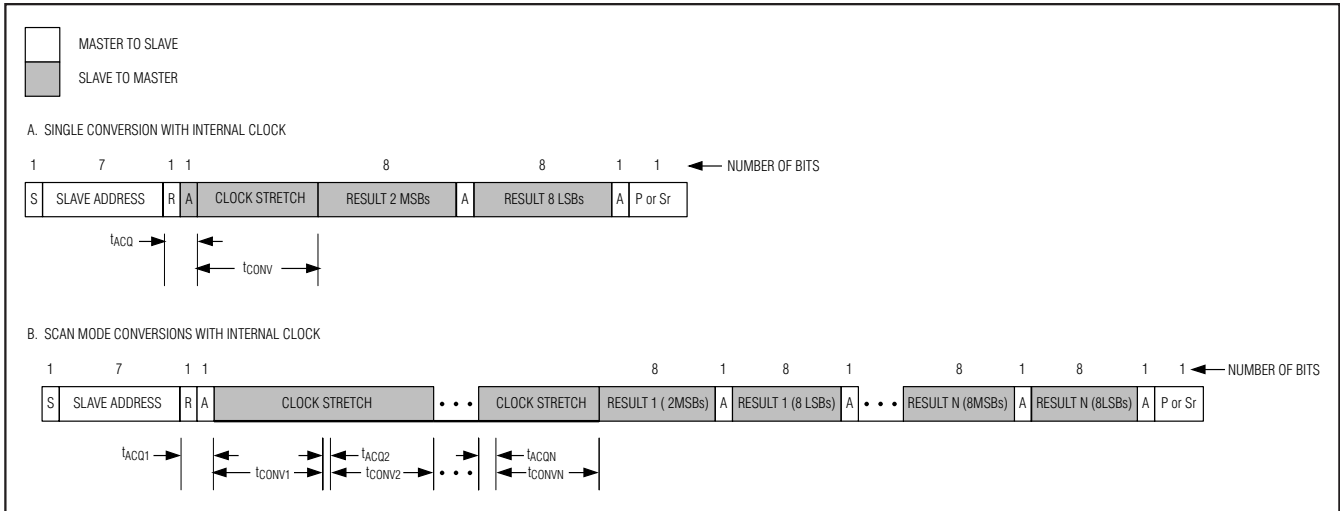 MASTER TO SLAVE
SLAVE TO MASTER
A. SINGLE CONVERSION WITH INTERNAL CLOCK
1 7 1 1 8 8 1 1 NUMBER OF BITS
S SLAVE ADDRESS R A CLOCK STRETCH RESULT 2 MSBs A RESULT 8 LSBs A P or Sr
tACQ
tCONV
B. SCAN MODE CONVERSIONS WITH INTERNAL CLOCK
1 7 1 1 8 1 8 1 8 1 8 1 1 NUMBER OF BITS
S SLAVE ADDRESS R A CLOCK STRETCH • • • CLOCK STRETCH RESULT 1 ( 2MSBs) A RESULT 1 (8 LSBs) A • • • RESULT N (8MSBs) A RESULT N (8LSBs) A P or Sr
tACQ1 tACQ2 tACQN
tCONV1 tCONV2 • • • tCONVN